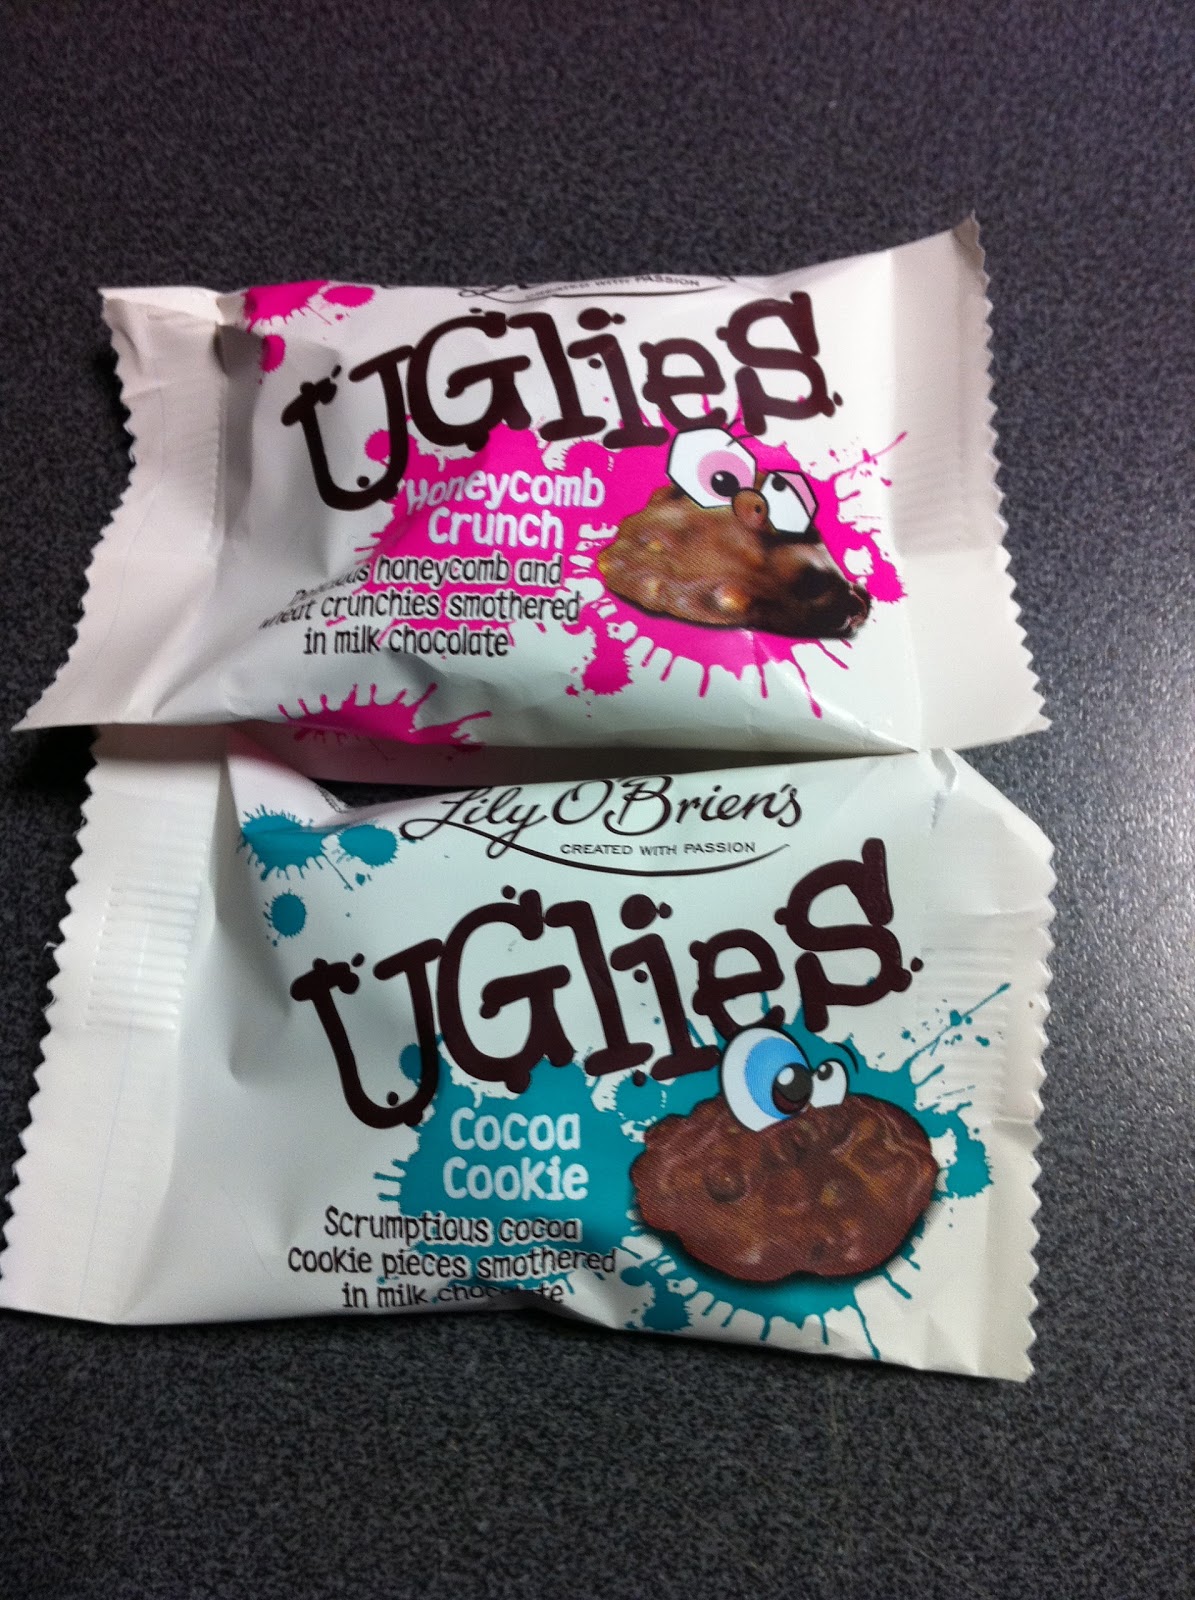 CREATED WITH PASSION
UGlies
Honeycomb
Crunch
honeycomb and
crunchies smothered
in milk chocolate
Lily O'Brien's
CREATED WITH PASSION
UGlies
Cocoa
Cookie
Scrumptious cocoa
Cookie pieces smothered
in milk chocolate